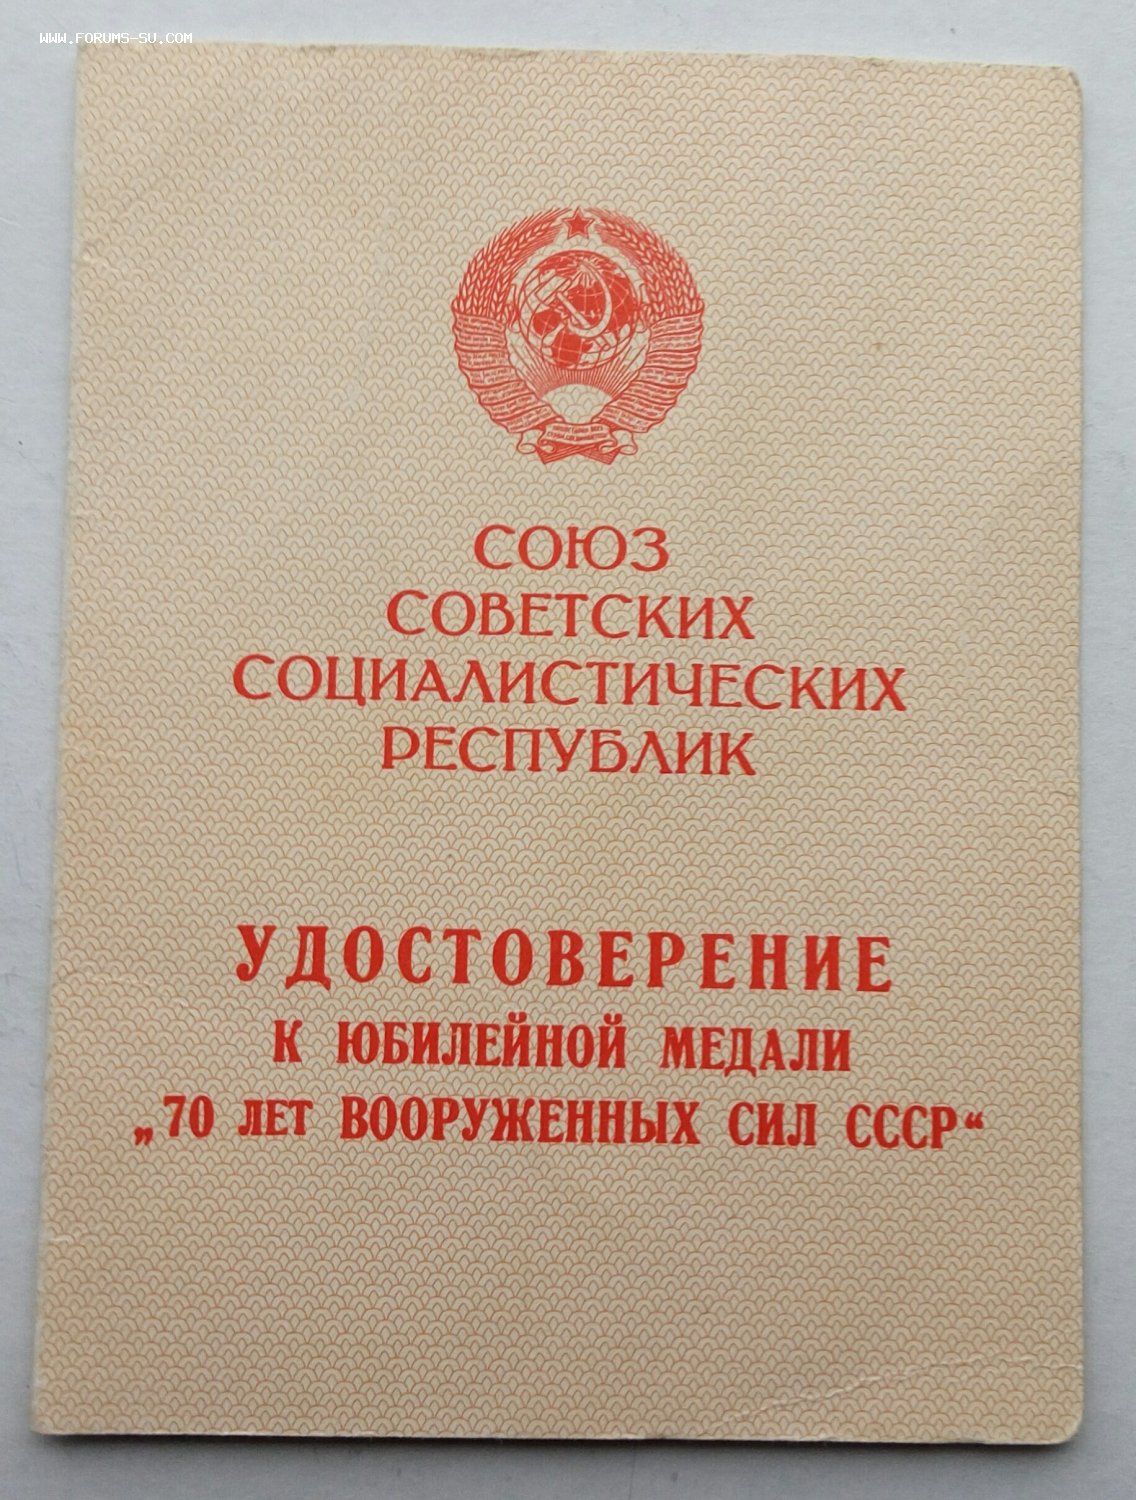 WWW.FORUMS-SU.COM
СОЮЗ
СОВЕТСКИХ
СОЦИАЛИСТИЧЕСКИХ
РЕСПУБЛИК
УДОСТОВЕРЕНИЕ
К ЮБИЛЕЙНОЙ МЕДАЛИ
„70 ЛЕТ ВООРУЖЕННЫХ СИЛ СССР“